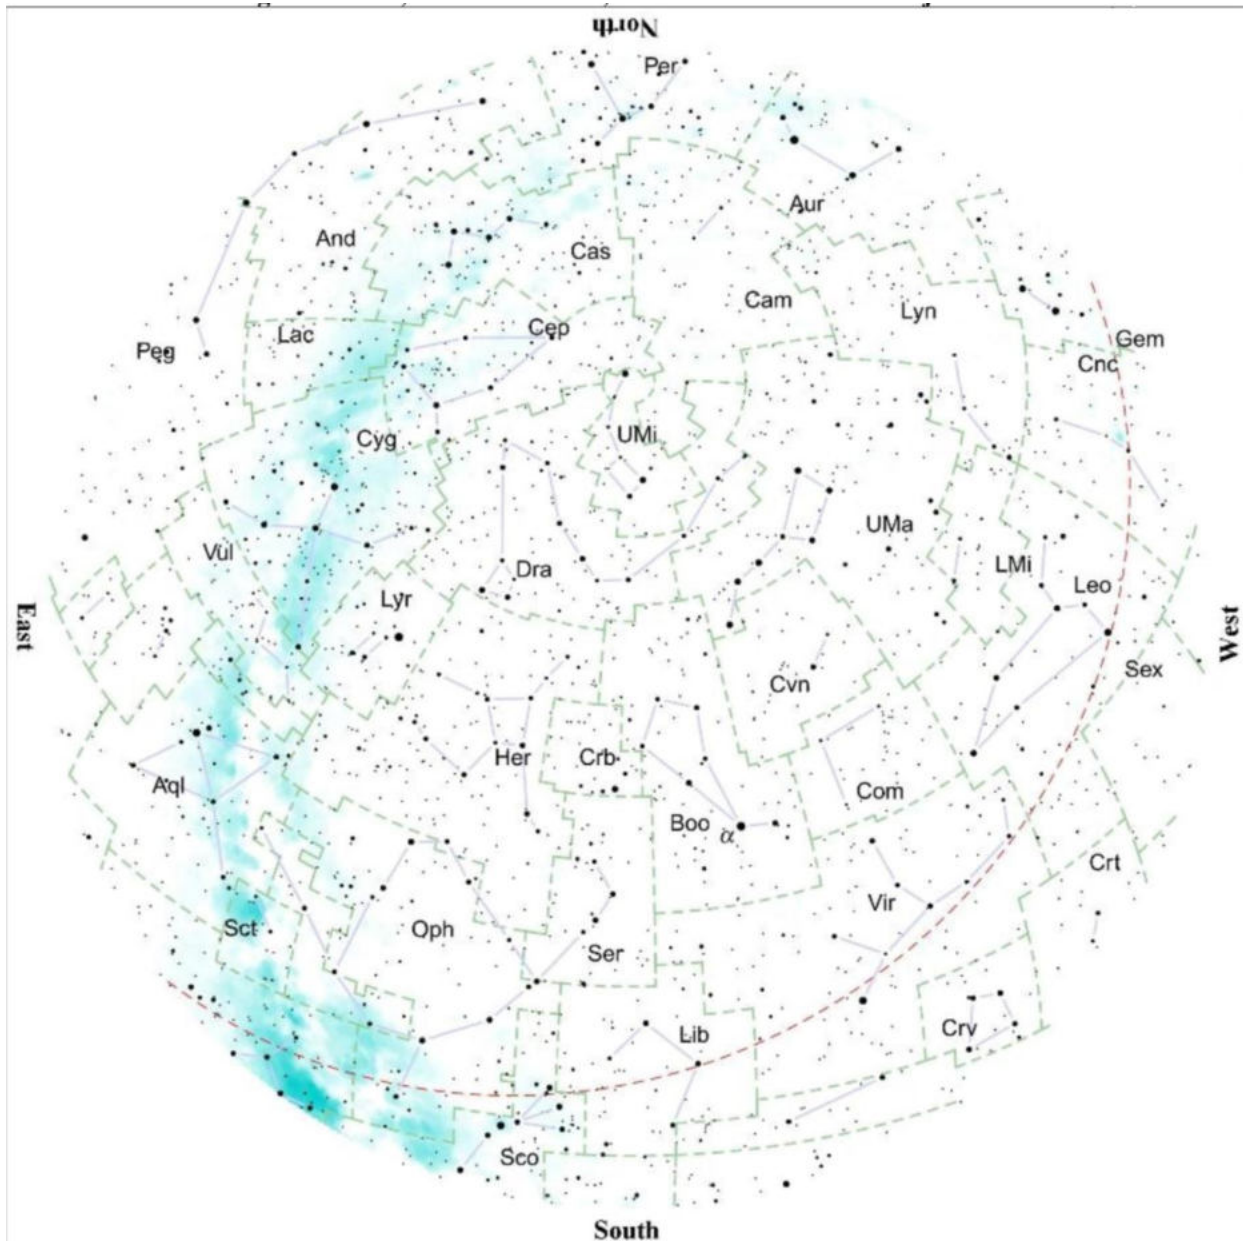 North
Per
Aur
And
Cas
Cam
Lyn
Lac
Cep
Gem
Peg
Cnc
Cyg
UMi
UMa
Vul
Dra
LMi
Leo
Lyr
East
West
Sex
Cvn
Her
Crb
Aql
Com
Boo
α
Crt
Vir
Sct
Oph
Ser
Crv
Lib
Sco
South